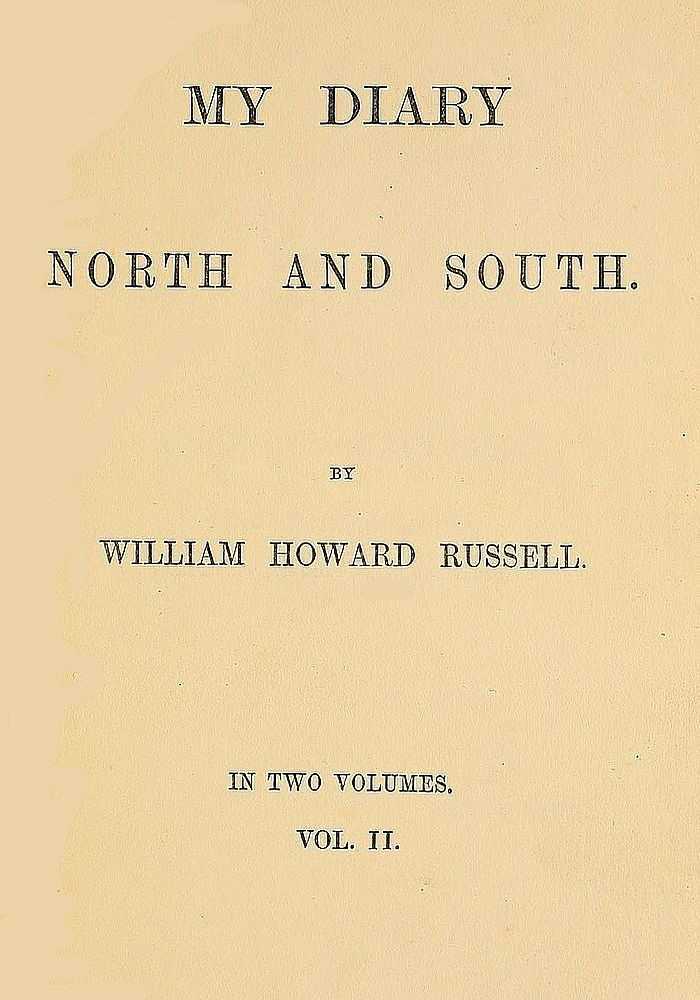 MY DIARY
NORTH AND SOUTH.
BY
WILLIAM HOWARD RUSSELL.
IN TWO VOLUMES.
VOL. II.